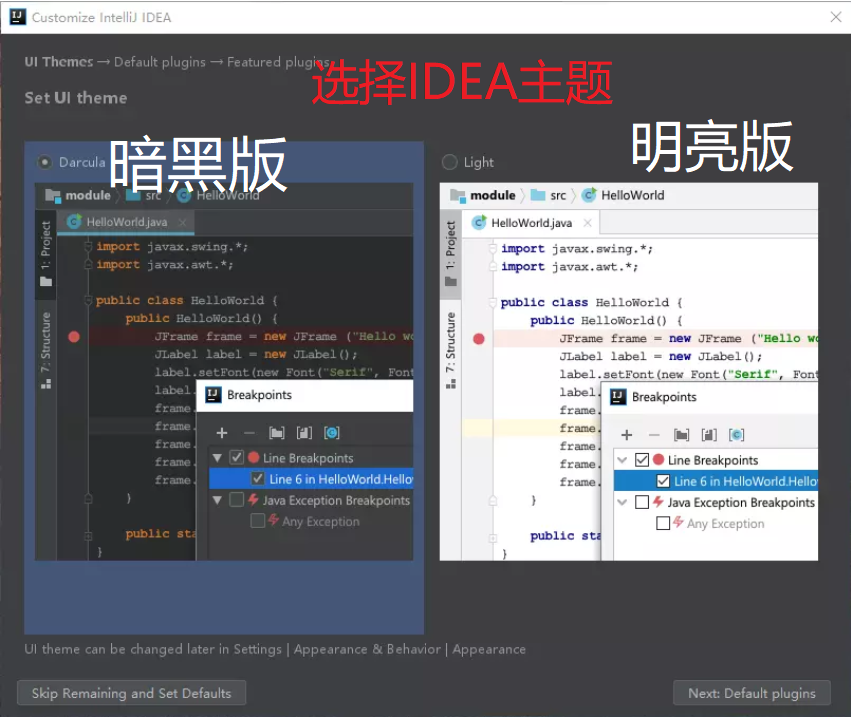 Customize IntelliJ IDEA
UI Themes → Default plugins → Featured plugins
选择IDEA主题
Set UI theme
Darcula
暗黑版
Light
明亮版
module
src
HelloWorld
HelloWorld.java
1: Project
7: Structure
import javax.swing.*;
import javax.awt.*;
public class HelloWorld {
public HelloWorld() {
JFrame frame = new JFrame ("Hello wo
JLabel label = new JLabel();
label.setFont(new Font("Serif", Font
label.
frame.
frame.
frame.
frame.
frame.
}
public sta
}
Breakpoints
Line Breakpoints
Line 6 in HelloWorld.Hello
Java Exception Breakpoints
Any Exception
module
src
HelloWorld
HelloWorld.java
1: Project
7: Structure
import javax.swing.*;
import javax.awt.*;
public class HelloWorld {
public HelloWorld() {
JFrame frame = new JFrame ("Hello wo
JLabel label = new JLabel();
label.setFont(new Font("Serif", Font
label.
frame.
frame.
frame.
frame.
frame.
}
public sta
}
Breakpoints
Line Breakpoints
Line 6 in HelloWorld.Hello
Java Exception Breakpoints
Any Exception
UI theme can be changed later in Settings | Appearance & Behavior | Appearance
Skip Remaining and Set Defaults
Next: Default plugins